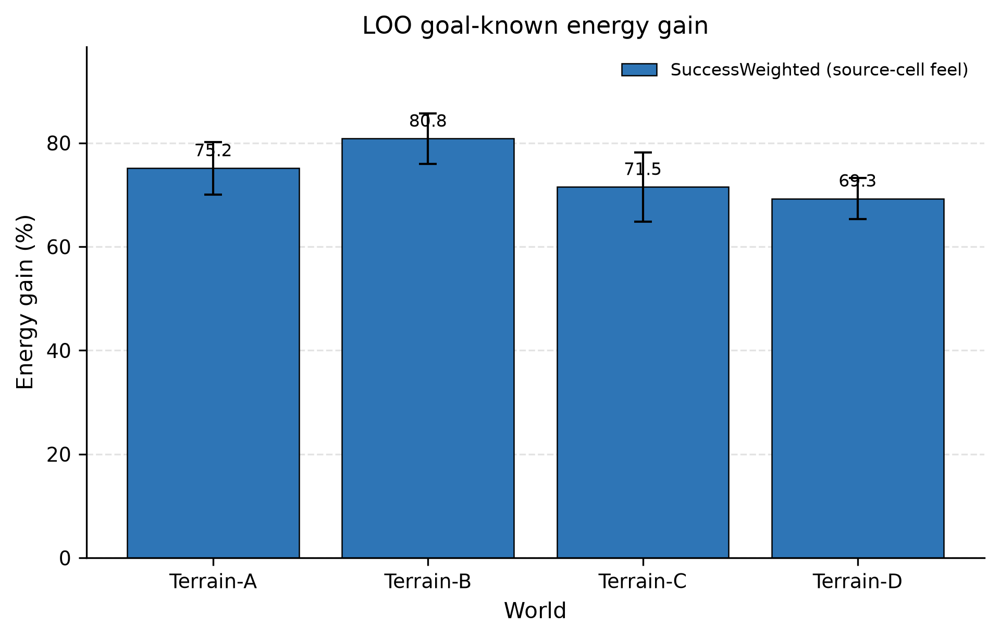 LOO goal-known energy gain
SuccessWeighted (source-cell feel)
Energy gain (%)
80
60
40
20
0
75.2
80.8
71.5
69.3
Terrain-A
Terrain-B
Terrain-C
Terrain-D
World